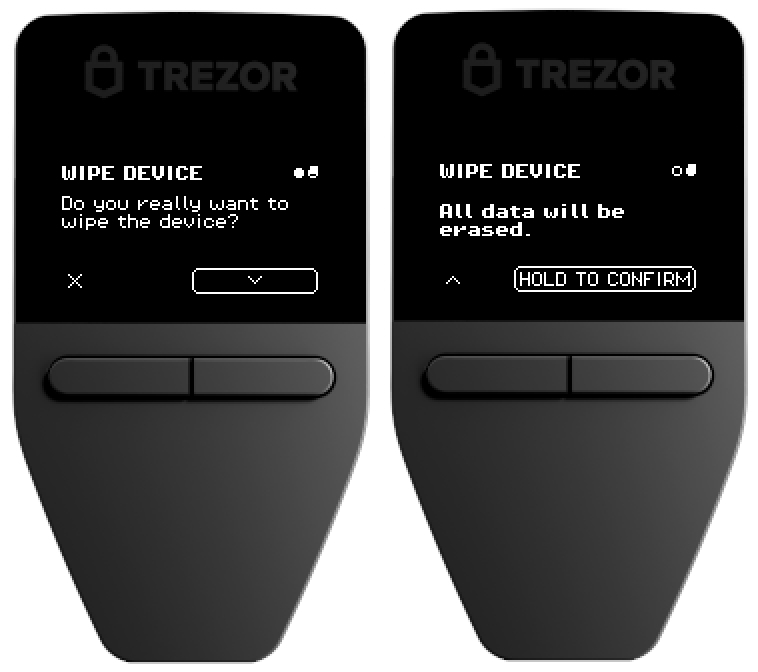 TREZOR
WIPE DEVICE
Do you really want to
wipe the device?
TREZOR
WIPE DEVICE
All data will be
erased.
HOLD TO CONFIRM